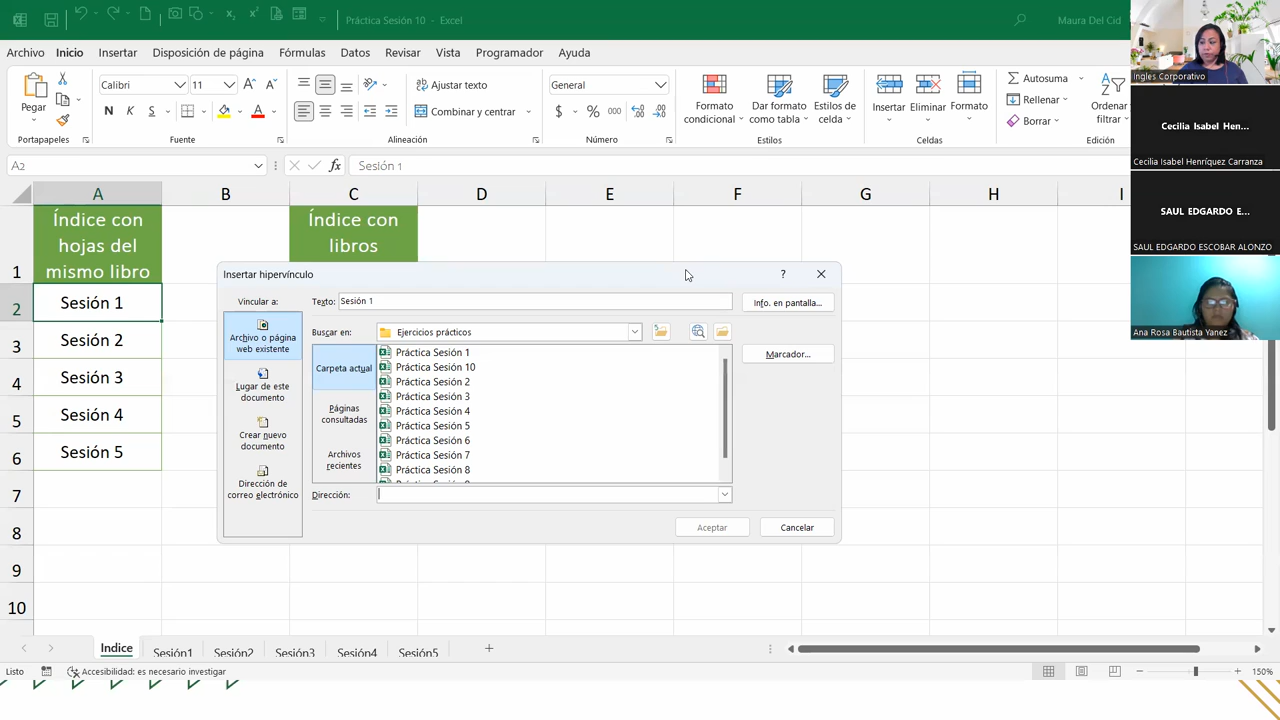 Práctica Sesión 10 - Excel
Maura Del Cid
Archivo Inicio Insertar Disposición de página Fórmulas Datos Revisar Vista Programador Ayuda
Pegar
Portapapeles
Calibri 11
N K S
Fuente
Ajustar texto
Combinar y centrar
Alineación
General
$ % 000
Número
Formato condicional
Dar formato como tabla
Estilos de celda
Estilos
Insertar Eliminar Formato
Celdas
Autosuma
Rellenar
Borrar
Ordenar
filtrar
Edición
Ingles Corporativo
Cecilia Isabel Hen...
Cecilia Isabel Henríquez Carranza
SAUL EDGARDO E...
SAUL EDGARDO ESCOBAR ALONZO
Ana Rosa Bautista Yanez
A2
fx
Sesión 1
A B C D E F G H I
1
Índice con
hojas del
mismo libro
Índice con
libros
2 Sesión 1
3 Sesión 2
4 Sesión 3
5 Sesión 4
6 Sesión 5
7
8
9
10
Insertar hipervínculo
?
Vincular a:
Texto: Sesión 1
Info. en pantalla...
Archivo o página
web existente
Lugar de este
documento
Crear nuevo
documento
Dirección de
correo electrónico
Buscar en: Ejercicios prácticos
Marcador...
Carpeta actual
Páginas
consultadas
Archivos
recientes
Práctica Sesión 1
Práctica Sesión 10
Práctica Sesión 2
Práctica Sesión 3
Práctica Sesión 4
Práctica Sesión 5
Práctica Sesión 6
Práctica Sesión 7
Práctica Sesión 8
Dirección:
Aceptar Cancelar
Indice Sesión1 Sesión2 Sesión3 Sesión4 Sesión5
Listo Accesibilidad: es necesario investigar
150%